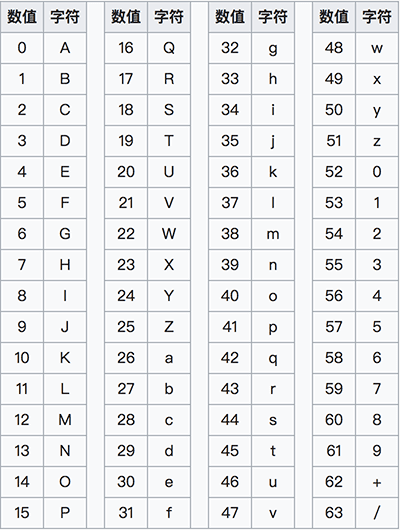 数值 字符 数值 字符 数值 字符 数值 字符
0 A 16 Q 32 g 48 w
1 B 17 R 33 h 49 x
2 C 18 S 34 i 50 y
3 D 19 T 35 j 51 z
4 E 20 U 36 k 52 0
5 F 21 V 37 l 53 1
6 G 22 W 38 m 54 2
7 H 23 X 39 n 55 3
8 I 24 Y 40 o 56 4
9 J 25 Z 41 p 57 5
10 K 26 a 42 q 58 6
11 L 27 b 43 r 59 7
12 M 28 c 44 s 60 8
13 N 29 d 45 t 61 9
14 O 30 e 46 u 62 +
15 P 31 f 47 v 63 /